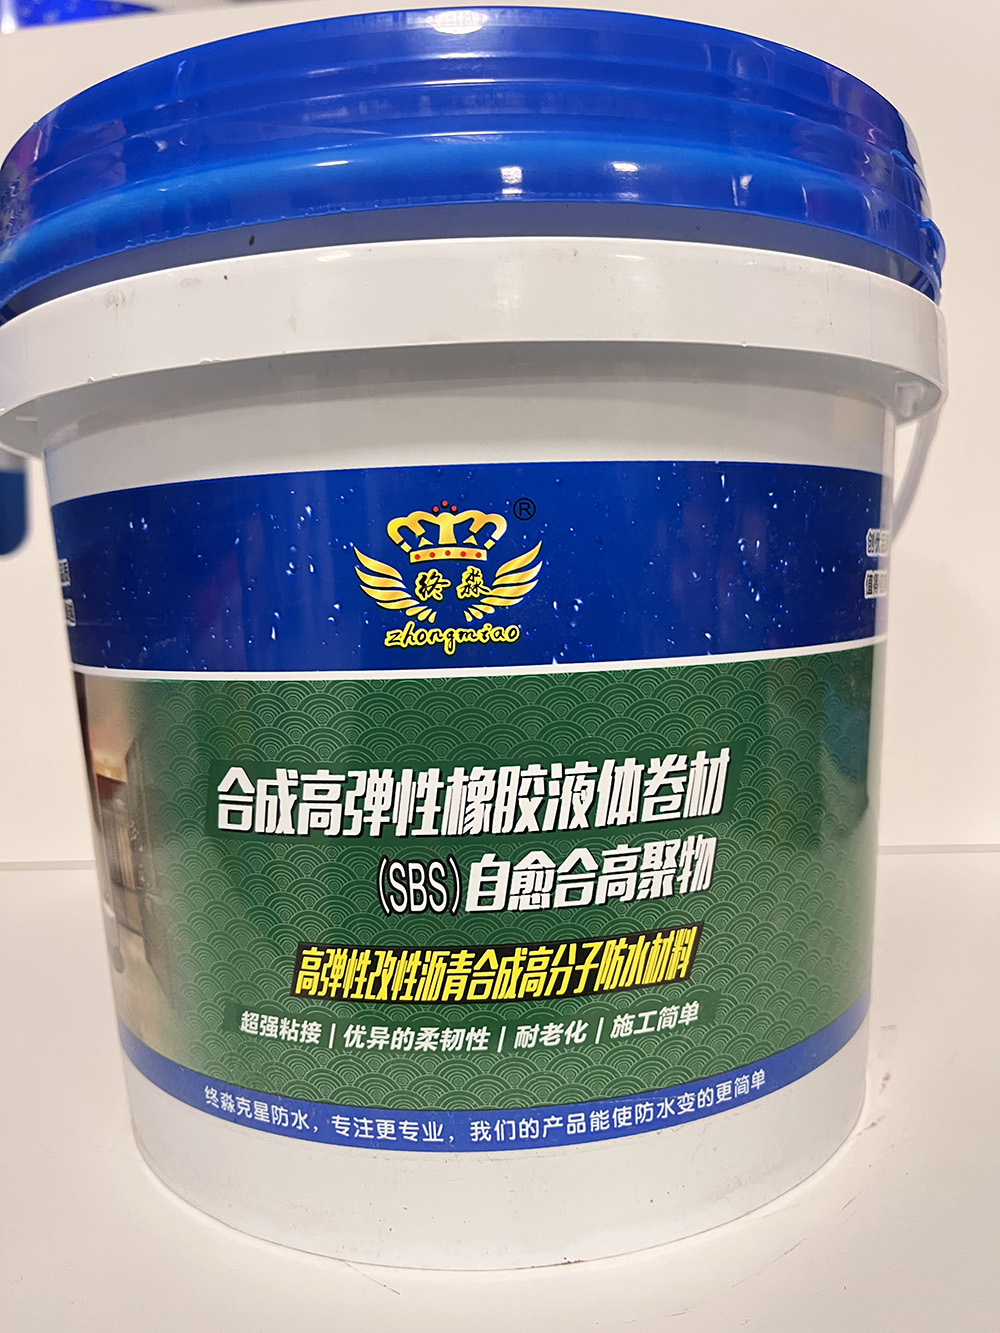 ®
终淼
zhongmiao
合成高弹性橡胶液体卷材
(SBS)自愈合高聚物
高弹性改性沥青合成高分子防水材料
超强粘接|优异的柔韧性|耐老化|施工简单
终淼克星防水，专注更专业，我们的产品能使防水变的更简单
创优
值得